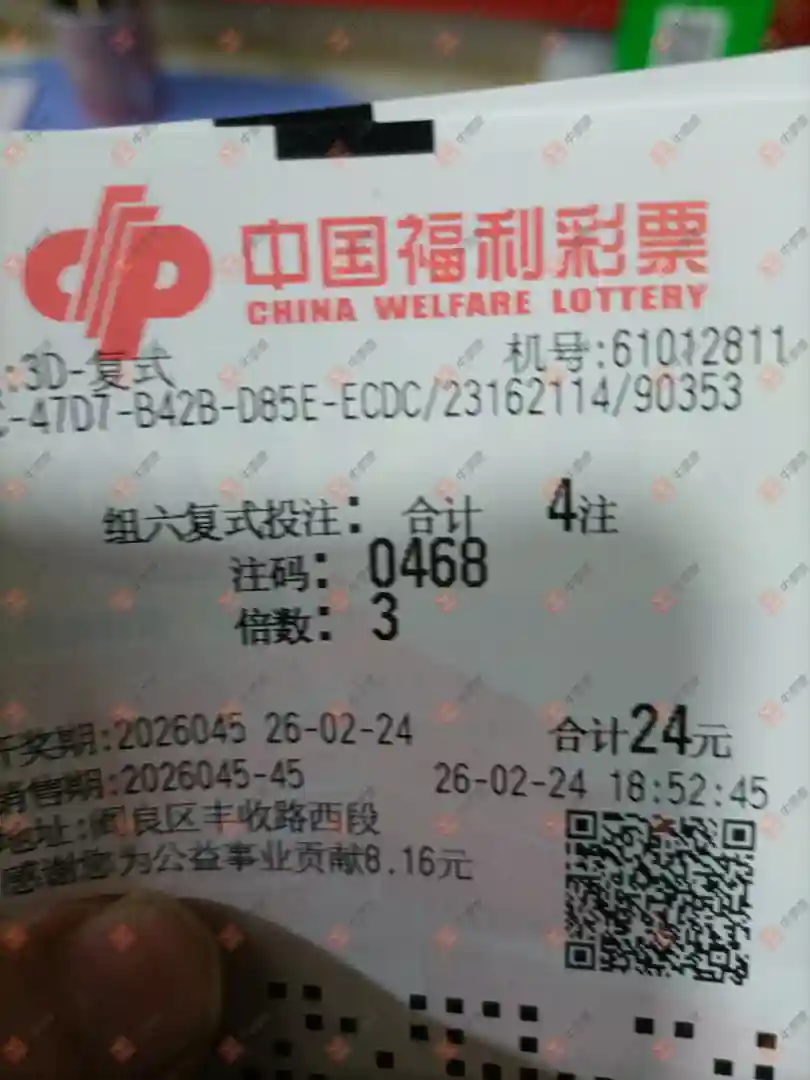 中国福利彩票
CHINA WELFARE LOTTERY
:3D-复式 机号:61012811
-47D7-B42B-D85E-ECDC/23162114/90353
组六复式投注: 合计 4注
注码: 0468
倍数: 3
开奖期:2026045 26-02-24 合计24元
销售期:2026045-45 26-02-24 18:52:45
地址:阎良区丰收路西段
感谢您为公益事业贡献8.16元